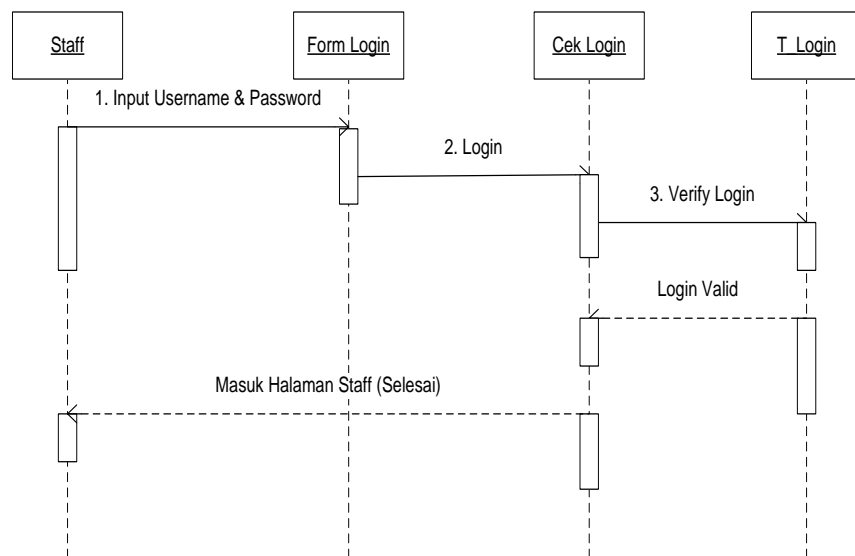 Staff
Form Login
Cek Login
T_Login
1. Input Username & Password
2. Login
3. Verify Login
Login Valid
Masuk Halaman Staff (Selesai)